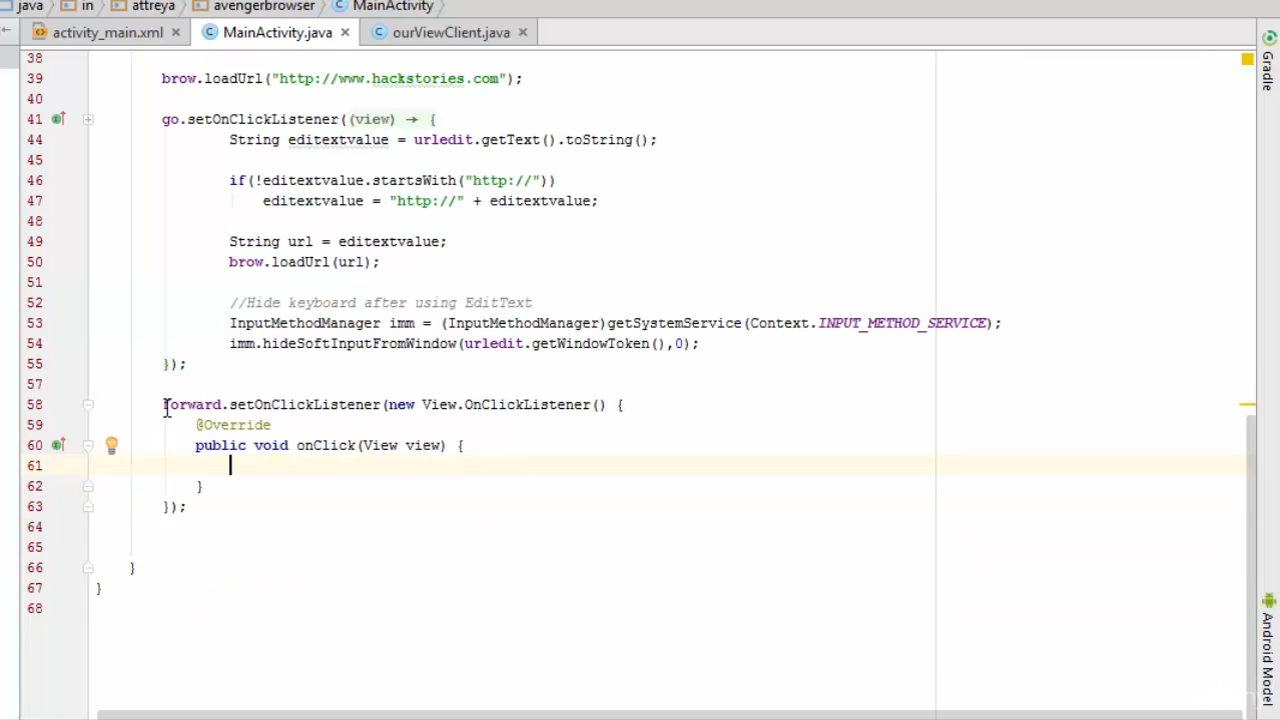 java in attreya avengerbrowser MainActivity
activity_main.xml MainActivity.java ourViewClient.java
38
39 brow.loadUrl("http://www.hackstories.com");
40
41 go.setOnClickListener((view) → {
44 String editextvalue = urledit.getText().toString();
45
46 if(!editextvalue.startsWith("http://"))
47 editextvalue = "http://" + editextvalue;
48
49 String url = editextvalue;
50 brow.loadUrl(url);
51
52 //Hide keyboard after using EditText
53 InputMethodManager imm = (InputMethodManager)getSystemService(Context.INPUT_METHOD_SERVICE);
54 imm.hideSoftInputFromWindow(urledit.getWindowToken(),0);
55 });
57
58 forward.setOnClickListener(new View.OnClickListener() {
59 @Override
60 public void onClick(View view) {
61
62 }
63 });
64
65
66 }
67 }
68
Gradle
Android Model